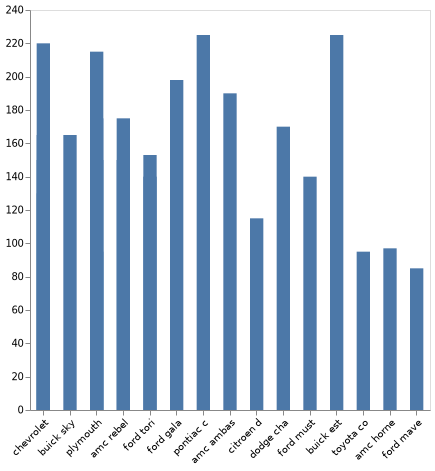 240
220
200
180
160
140
120
100
80
60
40
20
0
chevrolet
buick sky
plymouth
amc rebel
ford tori
ford gala
pontiac c
amc ambas
citroen d
dodge cha
ford must
buick est
toyota co
amc horne
ford mave